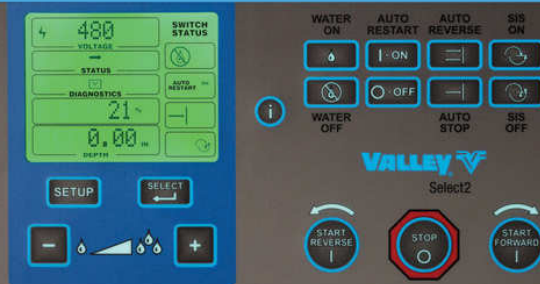 480
VOLTAGE
STATUS
DIAGNOSTICS
21 %
0.00 IN
DEPTH
SWITCH
STATUS
AUTO
RESTART
SETUP
SELECT
- +
WATER
ON
AUTO
RESTART
AUTO
REVERSE
SIS
ON
I·ON
O·OFF
WATER
OFF
AUTO
STOP
SIS
OFF
i
VALLEY
Select2
START
REVERSE
I
STOP
O
START
FORWARD
I